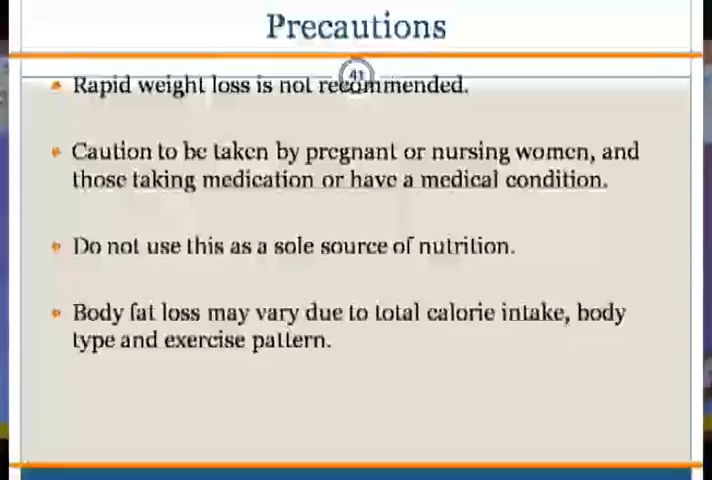 Precautions
41
Rapid weight loss is not recommended.
Caution to be taken by pregnant or nursing women, and
those taking medication or have a medical condition.
Do not use this as a sole source of nutrition.
Body fat loss may vary due to total calorie intake, body
type and exercise pattern.